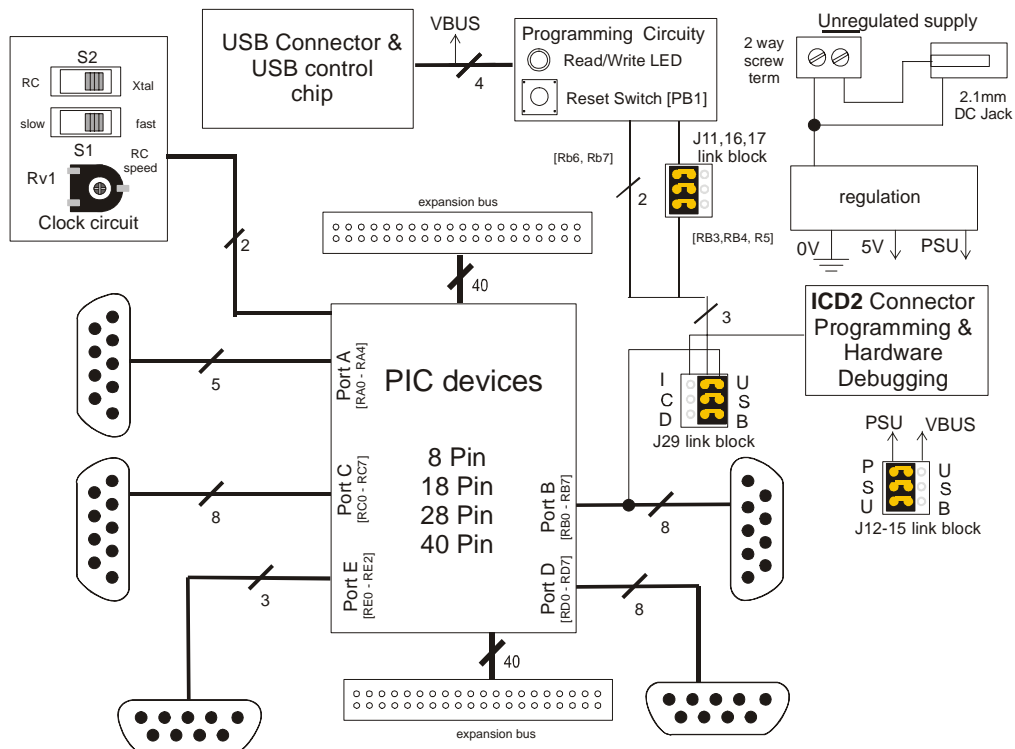 S2
RC
Xtal
slow
fast
S1
RC
speed
Rv1
Clock circuit
2
USB Connector &
USB control
chip
VBUS
4
Programming Circuity
Read/Write LED
Reset Switch [PB1]
Unregulated supply
2 way
screw
term
2.1mm
DC Jack
regulation
0V
5V
PSU
[Rb6, Rb7]
2
J11,16,17
link block
[RB3,RB4, R5]
3
expansion bus
40
ICD2 Connector
Programming &
Hardware
Debugging
I
C
D
U
S
B
J29 link block
PSU
VBUS
P
S
U
U
S
B
J12-15 link block
PIC devices
8 Pin
18 Pin
28 Pin
40 Pin
Port A
[RA0 - RA4]
5
Port C
[RC0 - RC7]
8
Port E
[RE0 - RE2]
3
Port B
[RB0 - RB7]
8
Port D
[RD0 - RD7]
8
40
expansion bus